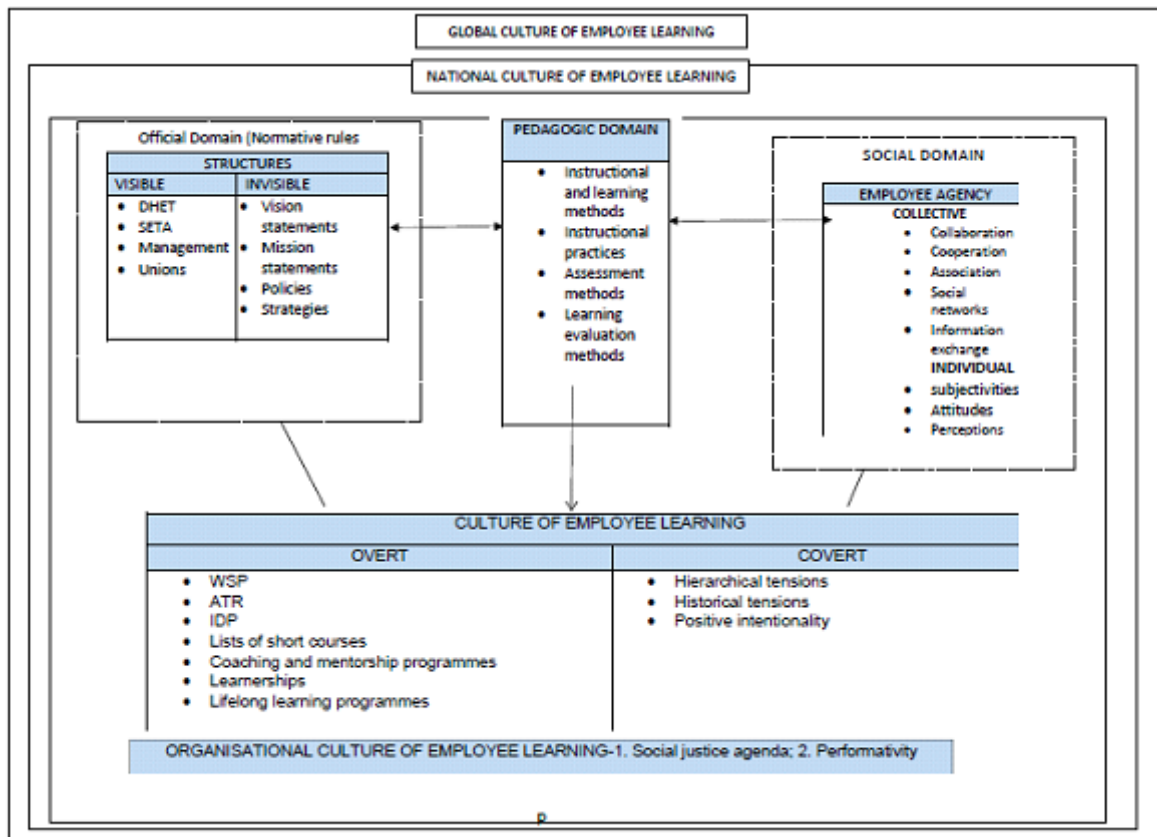 GLOBAL CULTURE OF EMPLOYEE LEARNING
NATIONAL CULTURE OF EMPLOYEE LEARNING
Official Domain (Normative rules
STRUCTURES
VISIBLE
• DHET
• SETA
• Management
• Unions
INVISIBLE
• Vision
statements
• Mission
statements
• Policies
• Strategies
PEDAGOGIC DOMAIN
• Instructional
and learning
methods
• Instructional
practices
• Assessment
methods
• Learning
evaluation
methods
SOCIAL DOMAIN
EMPLOYEE AGENCY
COLLECTIVE
• Collaboration
• Cooperation
• Association
• Social
networks
• Information
exchange
INDIVIDUAL
• subjectivities
• Attitudes
• Perceptions
CULTURE OF EMPLOYEE LEARNING
OVERT
• WSP
• ATR
• IDP
• Lists of short courses
• Coaching and mentorship programmes
• Learnerships
• Lifelong learning programmes
COVERT
• Hierarchical tensions
• Historical tensions
• Positive intentionality
ORGANISATIONAL CULTURE OF EMPLOYEE LEARNING-1. Social justice agenda; 2. Performativity
p